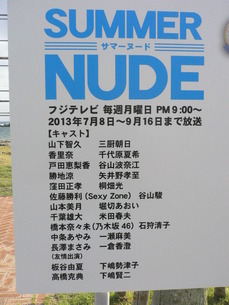 SUMMER
サマーヌード
NUDE
フジテレビ 毎週月曜日 PM 9:00〜
2013年7月8日〜9月16日まで放送
【キャスト】
山下智久 三厨朝日
香里奈 千代原夏希
戸田恵梨香 谷山波奈江
勝地涼 矢井野孝至
窪田正孝 桐畑光
佐藤勝利(Sexy Zone) 谷山駿
山本美月 堀切あおい
千葉雄大 米田春夫
橋本奈々未(乃木坂46) 石狩清子
中条あやみ 一瀬麻美
長澤まさみ 一倉香澄
(友情出演)
板谷由夏 下嶋勢津子
高橋克典 下嶋賢二